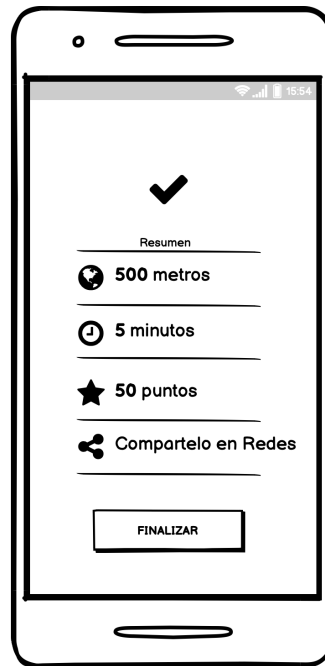 15:54
Resumen
500 metros
5 minutos
50 puntos
Compartelo en Redes
FINALIZAR